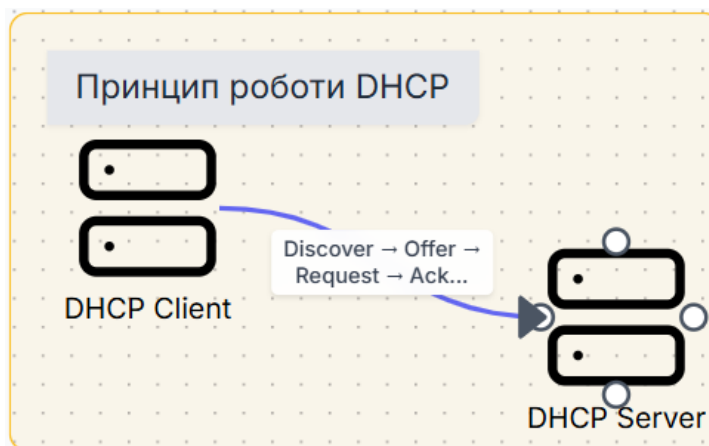 Принцип роботи DHCP
DHCP Client
Discover → Offer →
Request → Ack...
DHCP Server